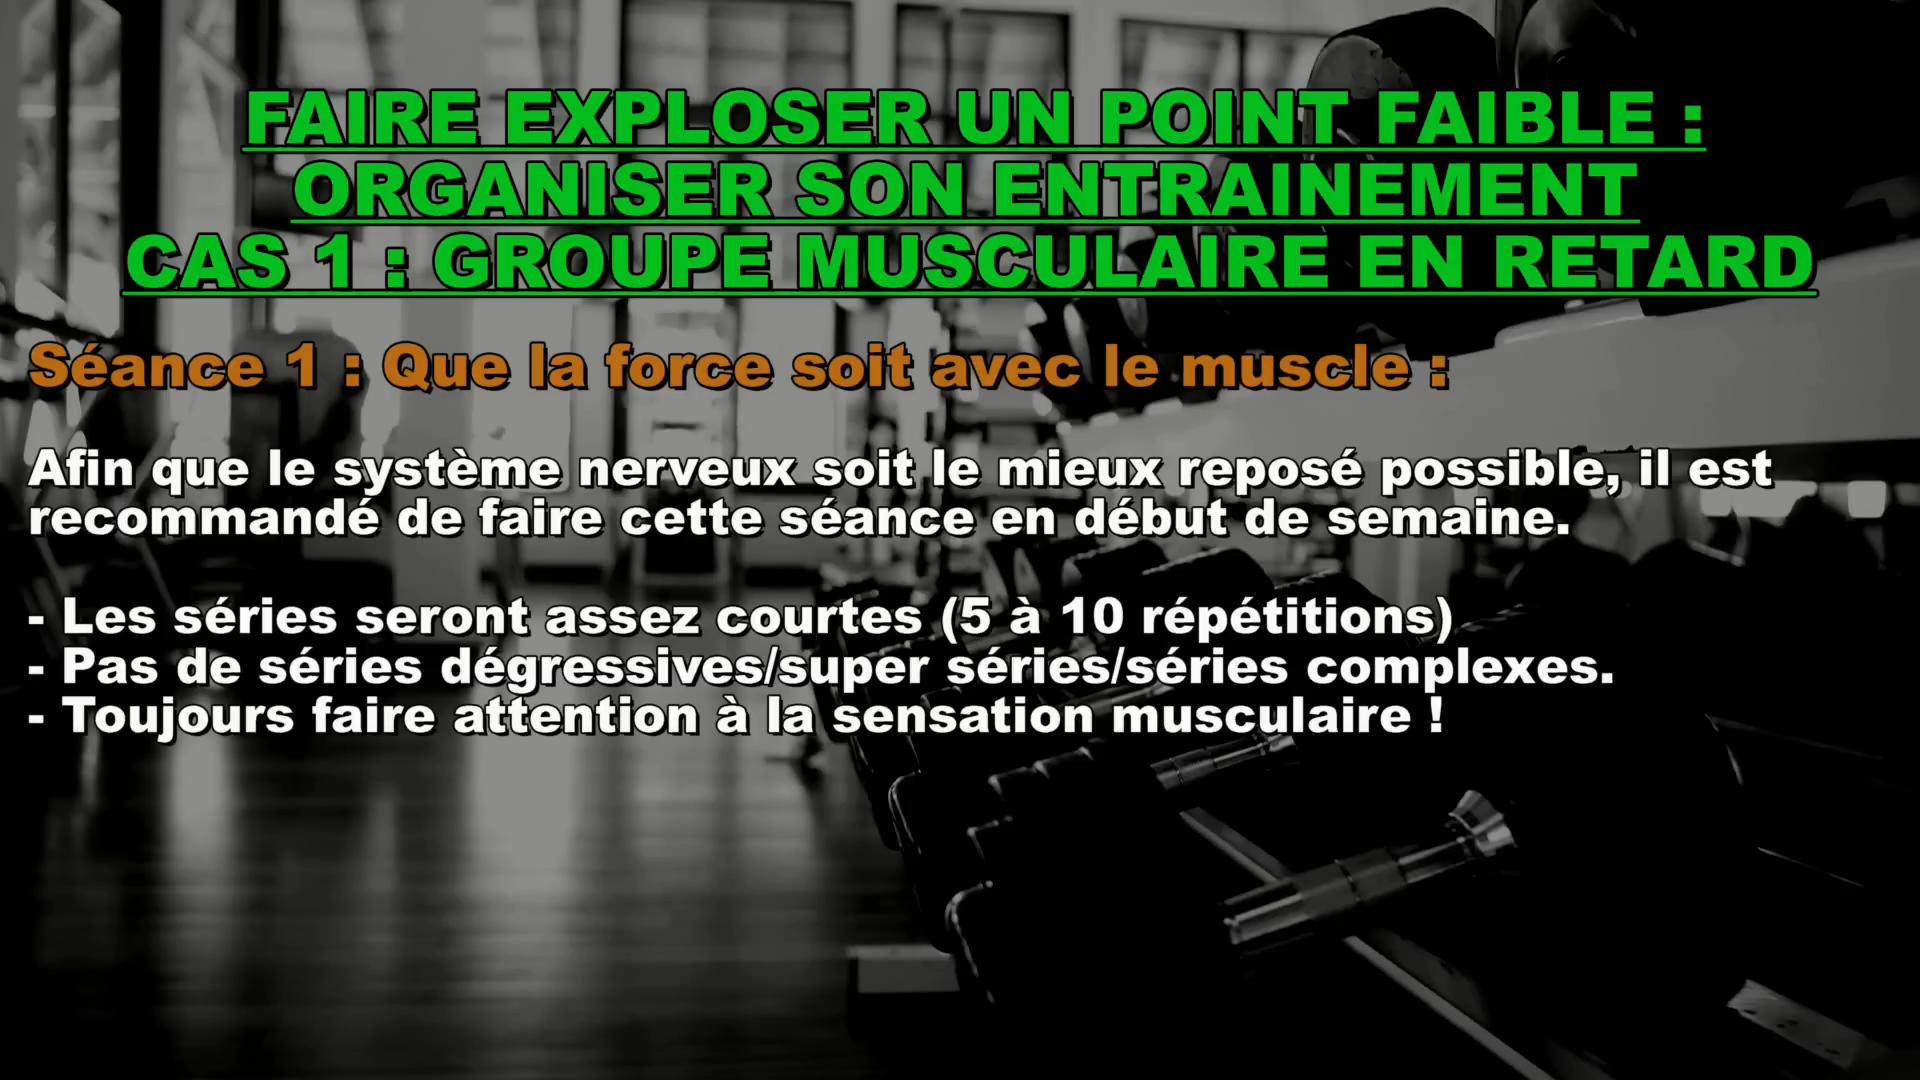 FAIRE EXPLOSER UN POINT FAIBLE :
ORGANISER SON ENTRAINEMENT
CAS 1 : GROUPE MUSCULAIRE EN RETARD
Séance 1 : Que la force soit avec le muscle :
Afin que le système nerveux soit le mieux reposé possible, il est
recommandé de faire cette séance en début de semaine.
- Les séries seront assez courtes (5 à 10 répétitions)
- Pas de séries dégressives/super séries/séries complexes.
- Toujours faire attention à la sensation musculaire !